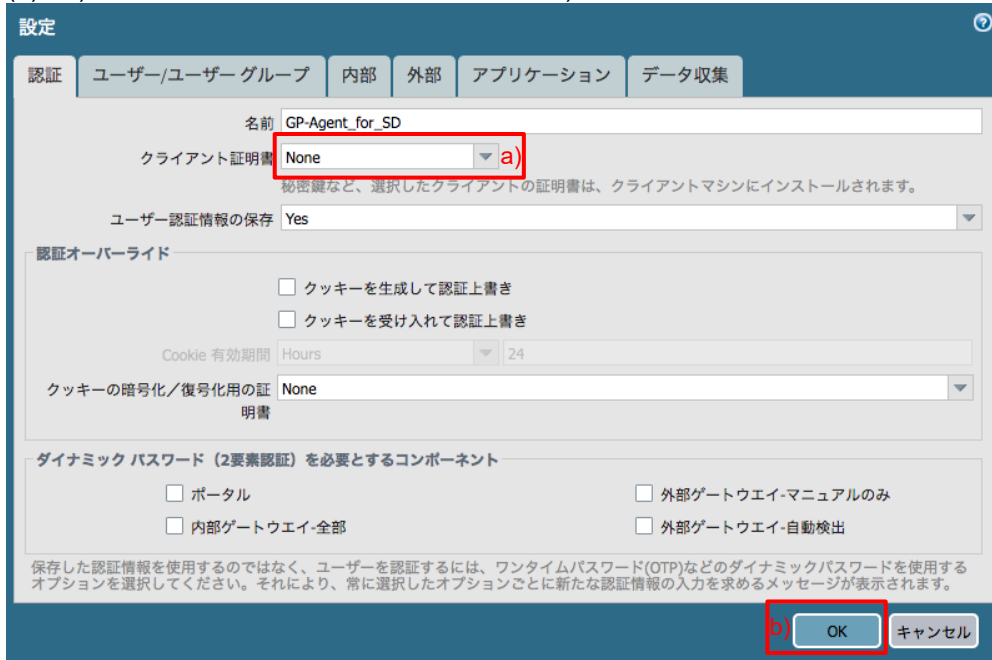 設定
認証 ユーザー/ユーザー グループ 内部 外部 アプリケーション データ収集
名前 GP-Agent_for_SD
クライアント証明書 None a)
秘密鍵など、選択したクライアントの証明書は、クライアントマシンにインストールされます。
ユーザー認証情報の保存 Yes
認証オーバーライド
クッキーを生成して認証上書き
クッキーを受け入れて認証上書き
Cookie 有効期間 Hours 24
クッキーの暗号化／復号化用の証 None
明書
ダイナミック パスワード（2要素認証）を必要とするコンポーネント
ポータル 外部ゲートウエイ-マニュアルのみ
内部ゲートウエイ-全部 外部ゲートウエイ-自動検出
保存した認証情報を使用するのではなく、ユーザーを認証するには、ワンタイムパスワード(OTP)などのダイナミックパスワードを使用する
オプションを選択してください。それにより、常に選択したオプションごとに新たな認証情報の入力を求めるメッセージが表示されます。
b) OK キャンセル